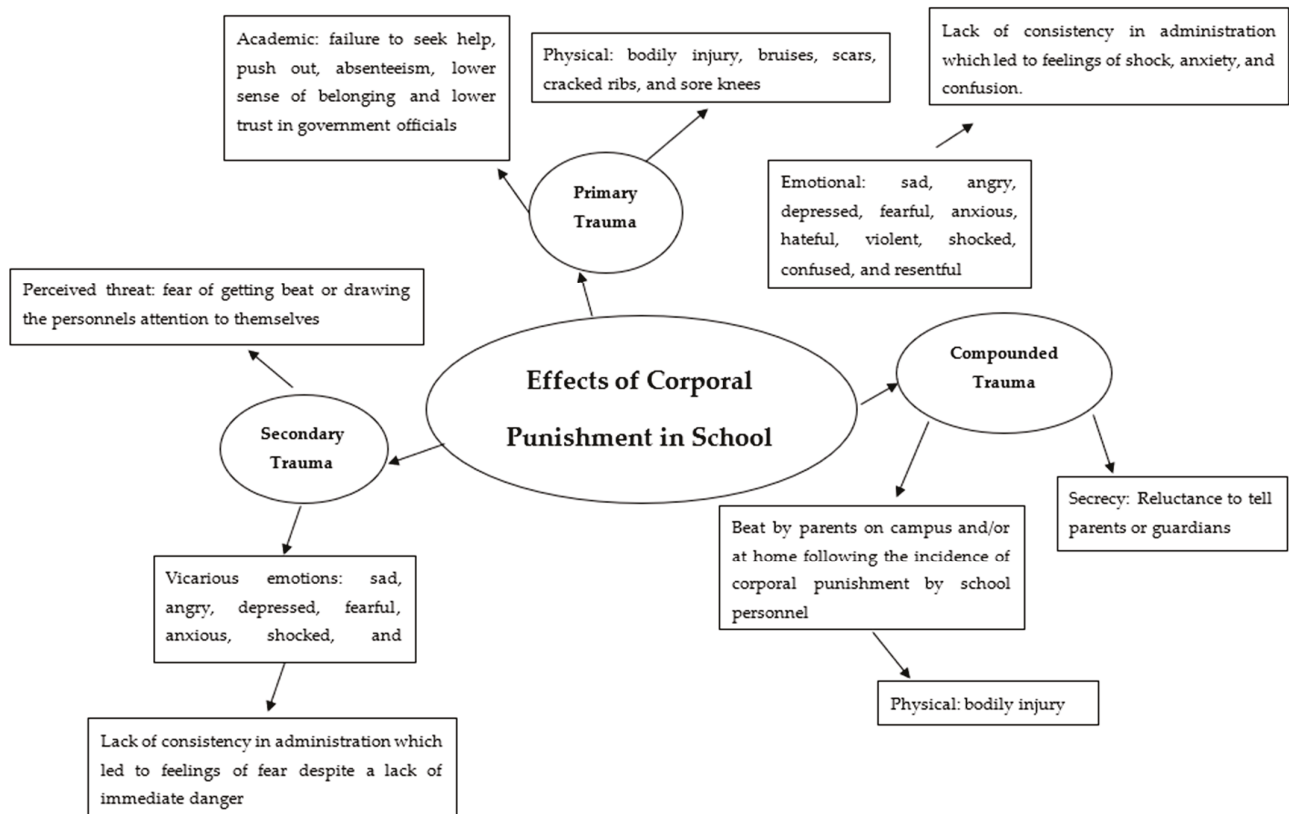 Academic: failure to seek help,
push out, absenteeism, lower
sense of belonging and lower
trust in government officials
Physical: bodily injury, bruises, scars,
cracked ribs, and sore knees
Lack of consistency in administration
which led to feelings of shock, anxiety, and
confusion.
Primary
Trauma
Emotional: sad, angry,
depressed, fearful, anxious,
hateful, violent, shocked,
confused, and resentful
Perceived threat: fear of getting beat or drawing
the personnels attention to themselves
Effects of Corporal
Punishment in School
Compounded
Trauma
Secondary
Trauma
Secrecy: Reluctance to tell
parents or guardians
Beat by parents on campus and/or
at home following the incidence of
corporal punishment by school
personnel
Vicarious emotions: sad,
angry, depressed, fearful,
anxious, shocked, and
Physical: bodily injury
Lack of consistency in administration which
led to feelings of fear despite a lack of
immediate danger